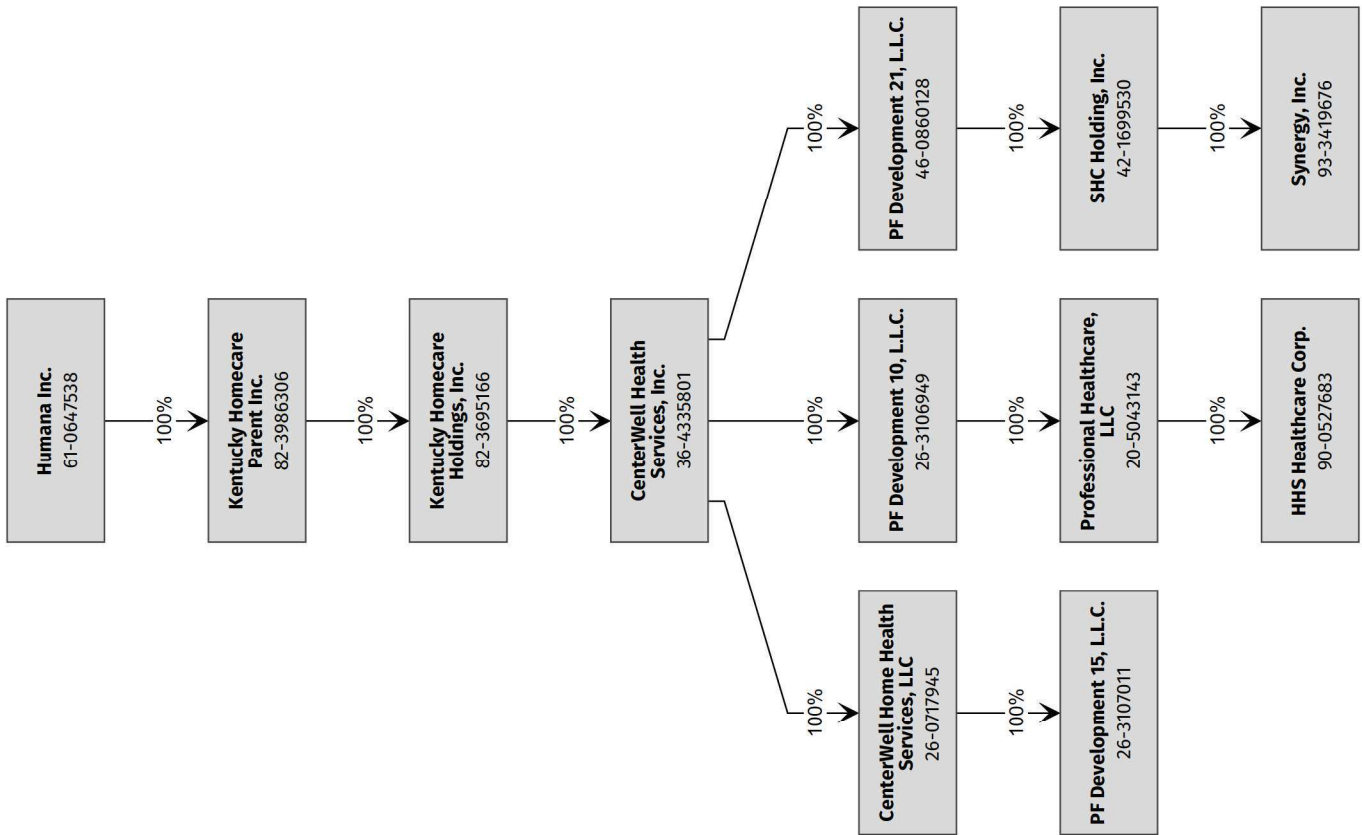 Humana Inc.
61-0647538
100%
Kentucky Homecare
Parent Inc.
82-3986306
100%
Kentucky Homecare
Holdings, Inc.
82-3695166
100%
CenterWell Health
Services, Inc.
36-4335801
100%
CenterWell Home Health
Services, LLC
26-0717945
100%
PF Development 15, L.L.C.
26-3107011
100%
PF Development 10, L.L.C.
26-3106949
100%
Professional Healthcare,
LLC
20-5043143
100%
HHS Healthcare Corp.
90-0527683
100%
PF Development 21, L.L.C.
46-0860128
100%
SHC Holding, Inc.
42-1699530
100%
Synergy, Inc.
93-3419676